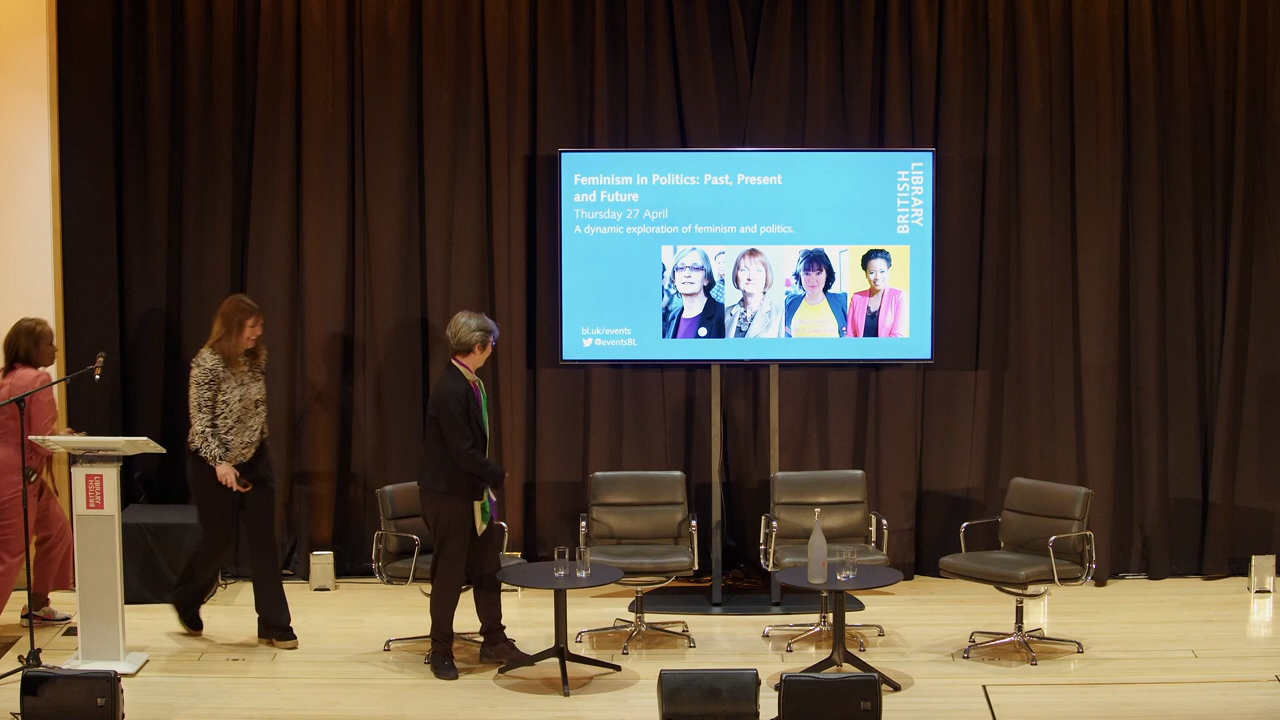 Feminism in Politics: Past, Present
and Future
Thursday 27 April
A dynamic exploration of feminism and politics.
bl.uk/events
@eventsBL
BRITISH
LIBRARY
BRITISH
LIBRARY